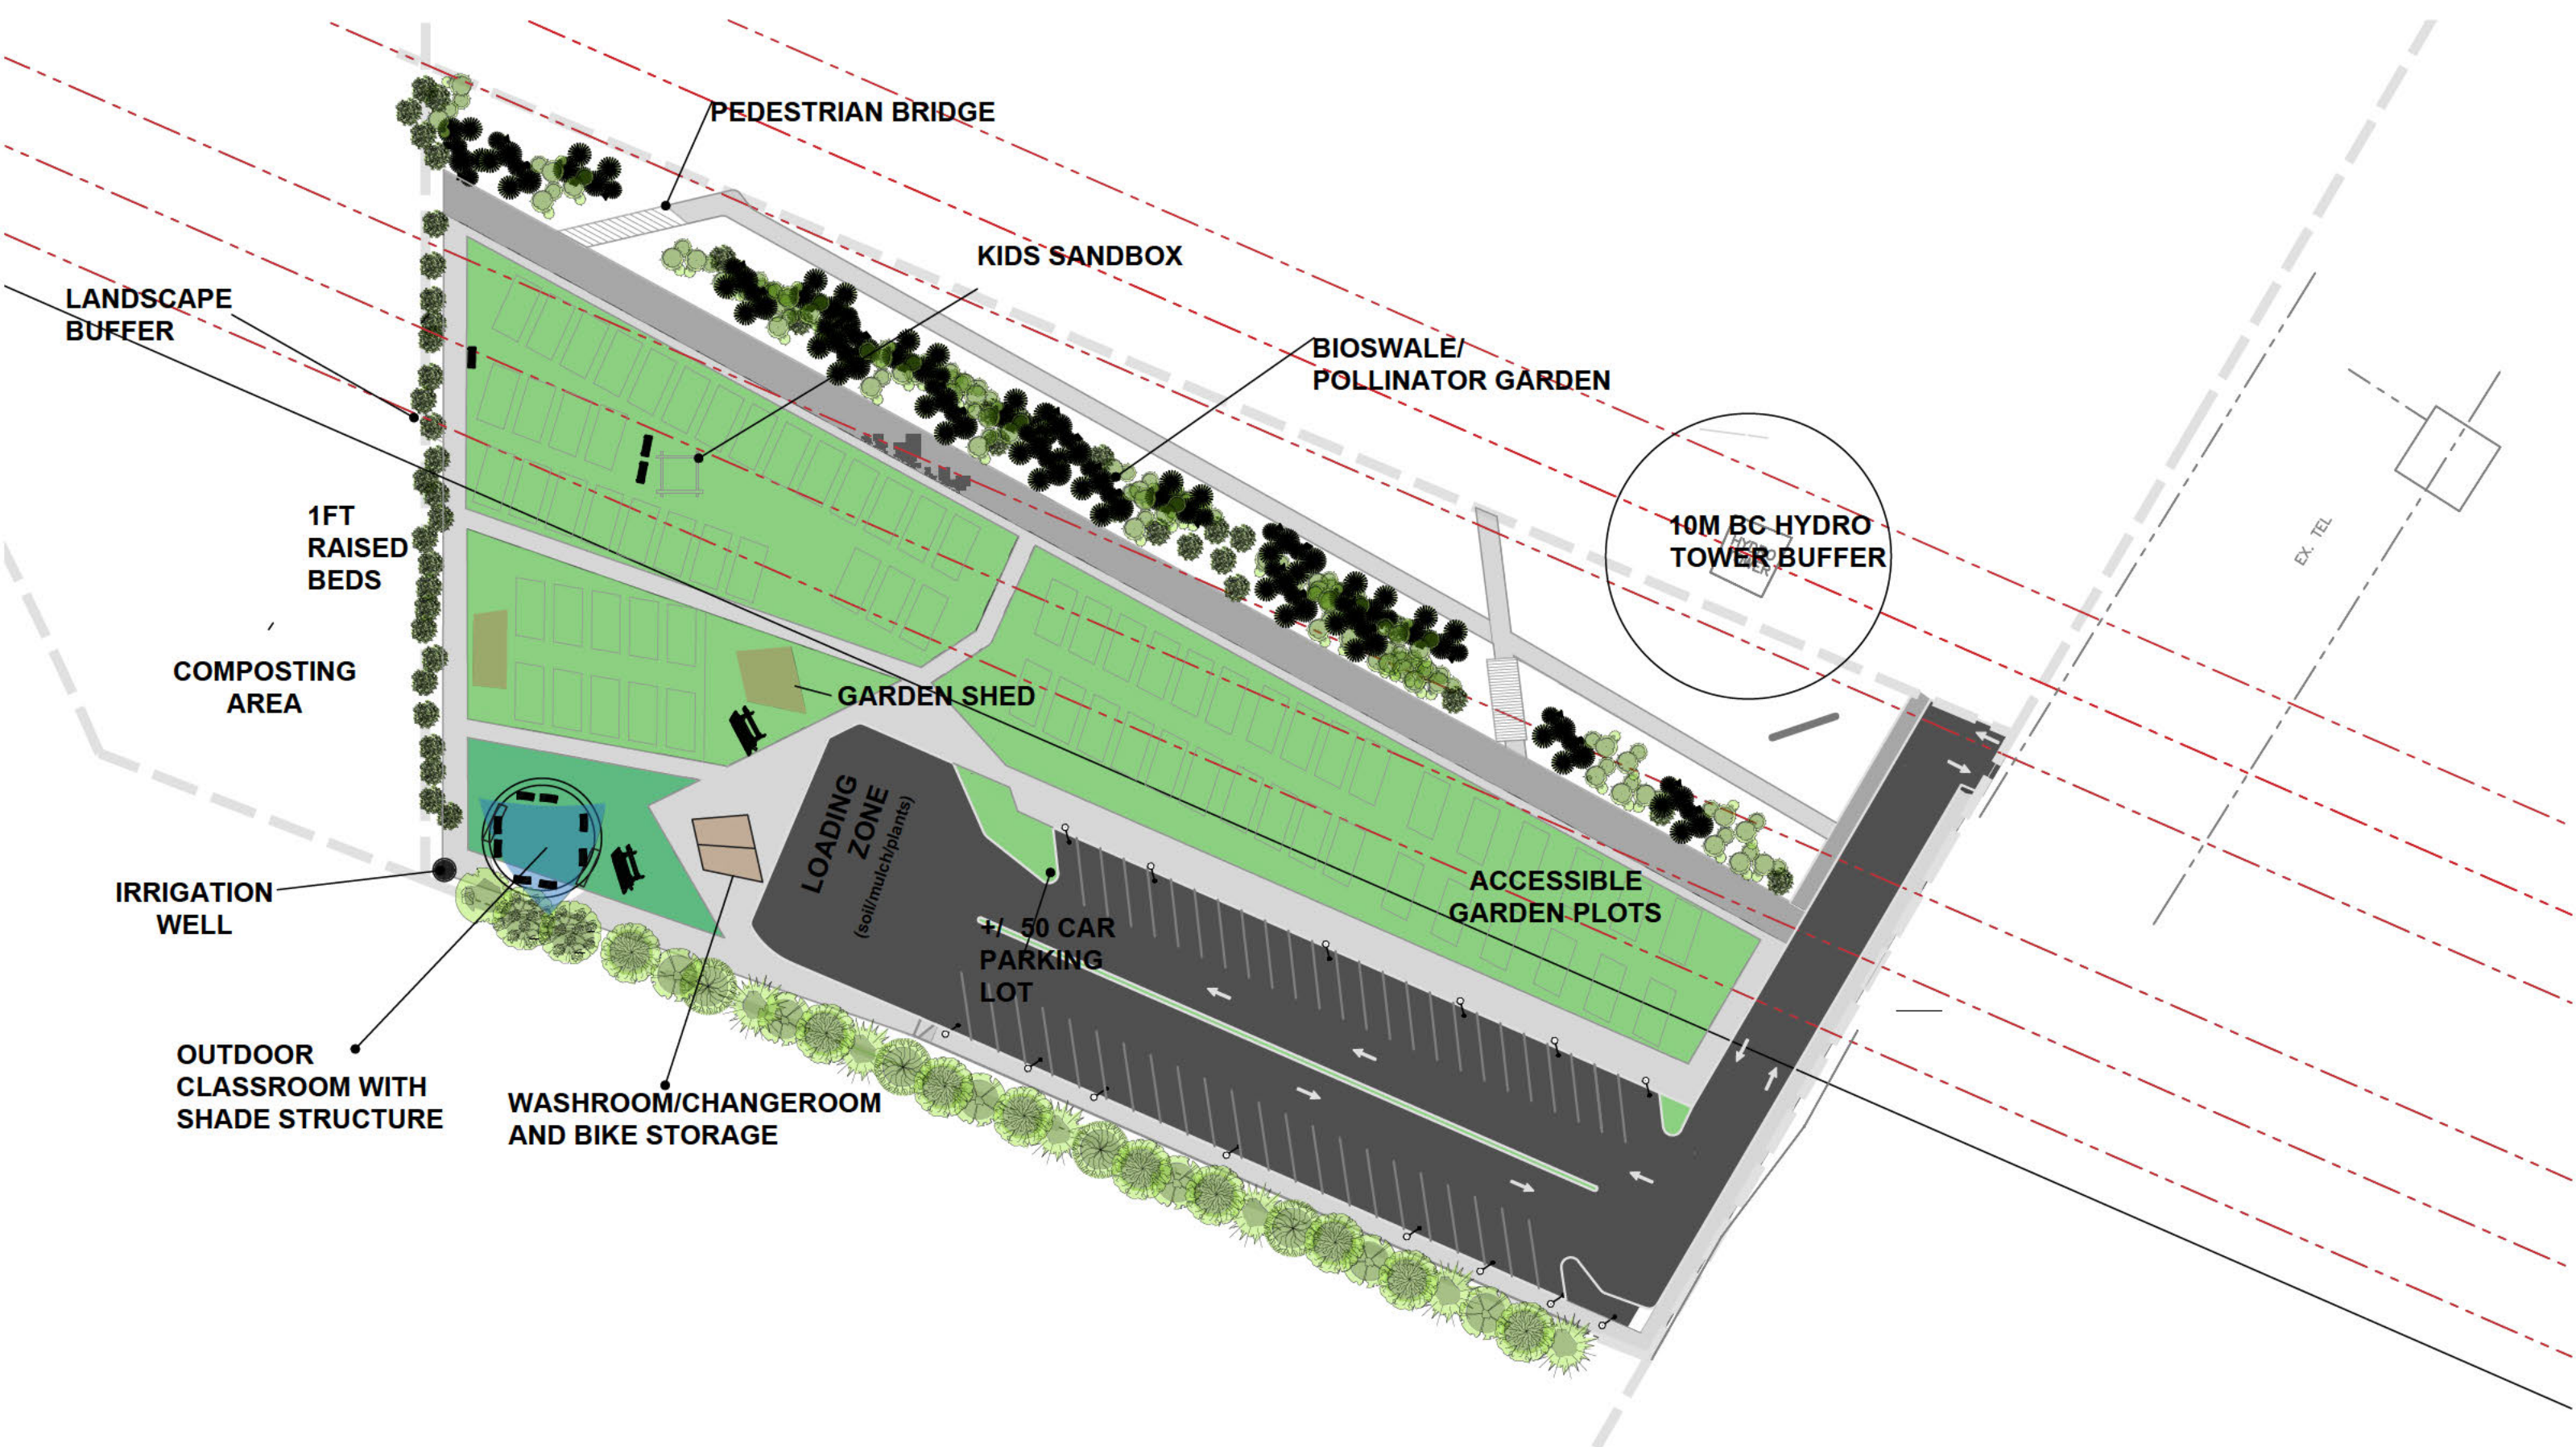 PEDESTRIAN BRIDGE
KIDS SANDBOX
LANDSCAPE
BUFFER
BIOSWALE/
POLLINATOR GARDEN
1FT
RAISED
BEDS
10M BC HYDRO
TOWER BUFFER
HYDRO
EX. TEL
COMPOSTING
AREA
GARDEN SHED
LOADING
ZONE
(soil/mulch/plants)
ACCESSIBLE
GARDEN PLOTS
IRRIGATION
WELL
+/ 50 CAR
PARKING
LOT
OUTDOOR
CLASSROOM WITH
SHADE STRUCTURE
WASHROOM/CHANGEROOM
AND BIKE STORAGE